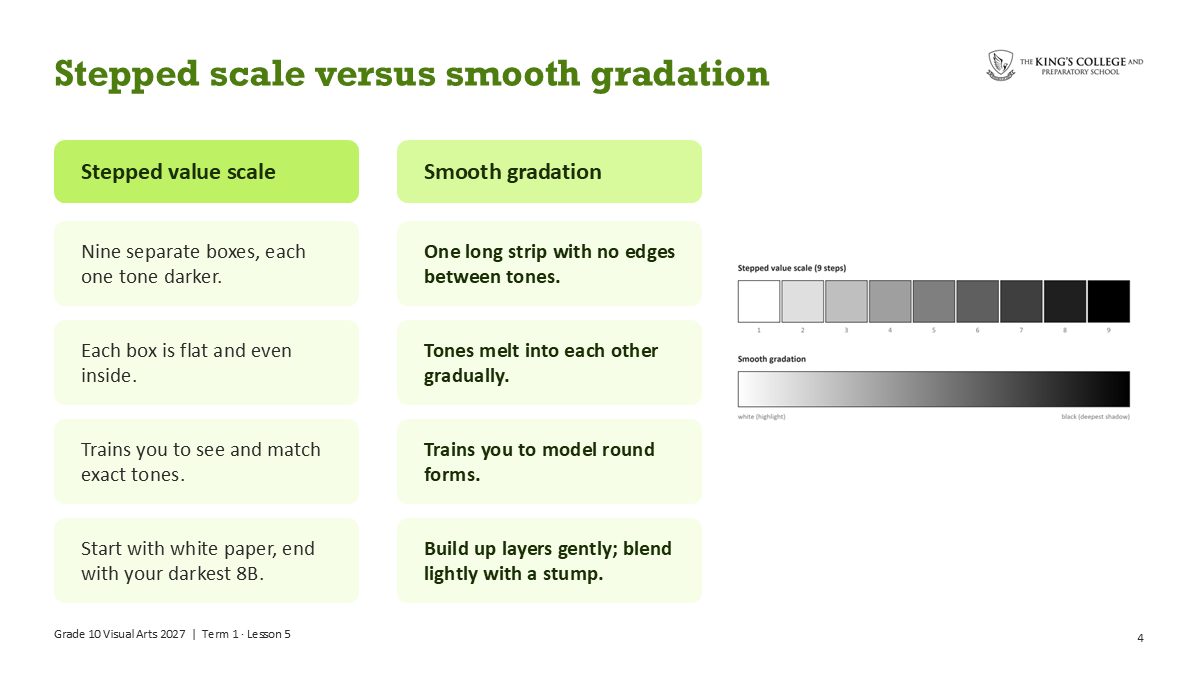 Stepped scale versus smooth gradation
THE KING'S COLLEGE AND
PREPARATORY SCHOOL
Stepped value scale
Nine separate boxes, each
one tone darker.
Each box is flat and even
inside.
Trains you to see and match
exact tones.
Start with white paper, end
with your darkest 8B.
Smooth gradation
One long strip with no edges
between tones.
Tones melt into each other
gradually.
Trains you to model round
forms.
Build up layers gently; blend
lightly with a stump.
Stepped value scale (9 steps)
1 2 3 4 5 6 7 8 9
Smooth gradation
white (highlight) black (deepest shadow)
Grade 10 Visual Arts 2027 | Term 1 · Lesson 5
4